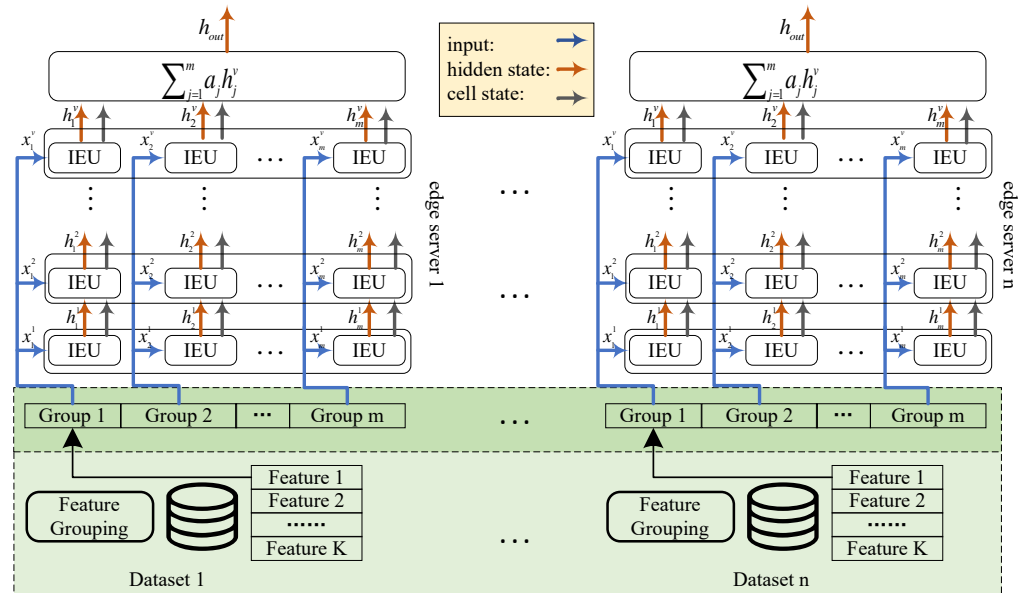 h_out
input:
hidden state:
cell state:
h_out
∑_{j=1}^{m} a_j h_j^v
∑_{j=1}^{m} a_j h_j^v
h_1^v h_2^v h_m^v
h_1^v h_2^v h_m^v
x_1^v IEU x_2^v IEU ... x_m^v IEU
x_1^v IEU x_2^v IEU ... x_m^v IEU
edge server 1
...
edge server n
h_1^2 h_2^2 h_m^2
h_1^2 h_2^2 h_m^2
x_1^2 IEU x_2^2 IEU ... x_m^2 IEU
...
x_1^2 IEU x_2^2 IEU ... x_m^2 IEU
h_1^1 h_2^1 h_m^1
h_1^1 h_2^1 h_m^1
x_1^1 IEU x_2^1 IEU ... x_m^1 IEU
x_1^1 IEU x_2^1 IEU ... x_m^1 IEU
Group 1 Group 2 ... Group m
...
Group 1 Group 2 ... Group m
Feature
Grouping
Feature 1
Feature 2
······
Feature K
Dataset 1
...
Feature
Grouping
Feature 1
Feature 2
······
Feature K
Dataset n